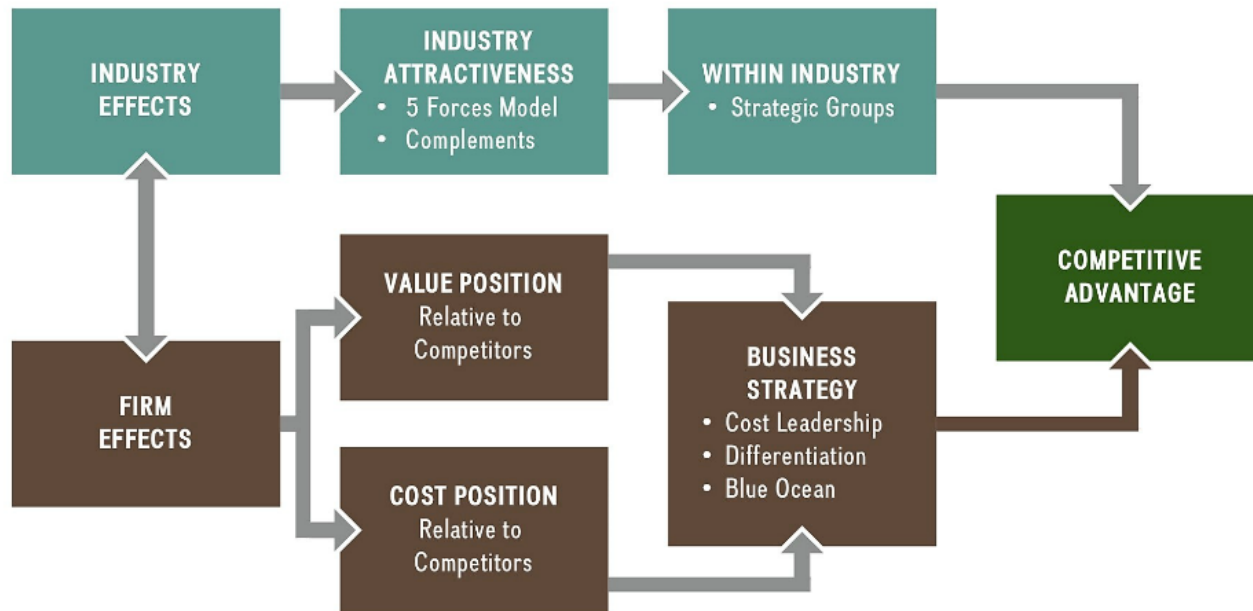 INDUSTRY
EFFECTS
INDUSTRY
ATTRACTIVENESS
• 5 Forces Model
• Complements
WITHIN INDUSTRY
• Strategic Groups
COMPETITIVE
ADVANTAGE
FIRM
EFFECTS
VALUE POSITION
Relative to
Competitors
COST POSITION
Relative to
Competitors
BUSINESS
STRATEGY
• Cost Leadership
• Differentiation
• Blue Ocean